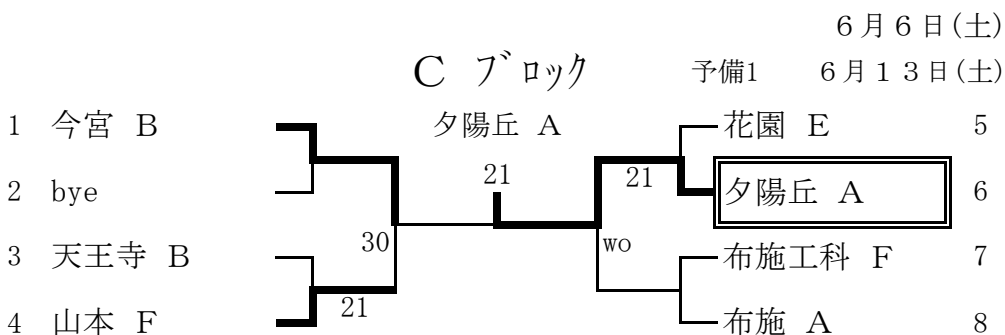 6月6日(土)
C ブロック 予備1 6月13日(土)
1 今宮 B 夕陽丘 A 花園 E 5
21 21
2 bye 夕陽丘 A 6
30 wo
3 天王寺 B 布施工科 F 7
21
4 山本 F 布施 A 8